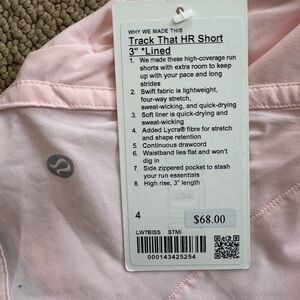 WHY WE MADE THIS
Track That HR Short
3" *Lined
1. We made these high-coverage run
shorts with extra room to keep
up with your pace and long
strides
2. Swift fabric is lightweight,
four-way stretch,
sweat-wicking, and quick-drying
3. Soft liner is quick-drying and
sweat-wicking
4. Added Lycra® fibre for stretch
and shape retention
5. Continuous drawcord
6. Waistband lies flat and won't
dig in
7. Side zippered pocket to stash
your run essentials
8. High rise, 3" length
4
$68.00
LW7BISS STMI
000143425254